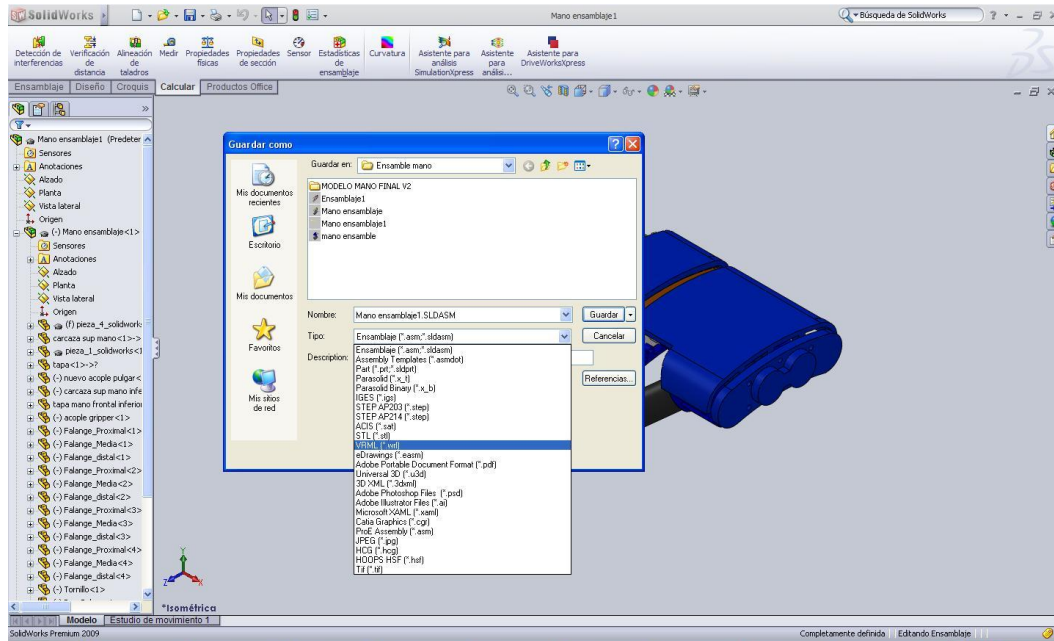 SolidWorks
Mano ensamblaje1
Búsqueda de SolidWorks
Detección de interferencias
Verificación de distancia
Alineación de taladros
Medir
Propiedades físicas
Propiedades de sección
Sensor
Estadísticas de ensamblaje
Curvatura
Asistente para análisis SimulationXpress
Asistente para análisi...
Asistente para DriveWorksXpress
Ensamblaje Diseño Croquis Calcular Productos Office
Mano ensamblaje1 (Predeter
Sensores
Anotaciones
Alzado
Planta
Vista lateral
Origen
(-) Mano ensamblaje<1>
Sensores
Anotaciones
Alzado
Planta
Vista lateral
Origen
(f) pieza_4_solidwork
carcaza sup mano<1>->
pieza_1_solidworks<1
tapa<1>->?
(-) nuevo acople pulgar<
(-) carcaza sup mano infe
tapa mano frontal inferior
(-) acople gripper<1>
(-) Falange_Proximal<1>
(-) Falange_Media<1>
(-) Falange_distal<1>
(-) Falange_Proximal<2>
(-) Falange_Media<2>
(-) Falange_distal<2>
(-) Falange_Proximal<3>
(-) Falange_Media<3>
(-) Falange_distal<3>
(-) Falange_Proximal<4>
(-) Falange_Media<4>
(-) Falange_distal<4>
(-) Tornillo<1>
Guardar como
Guardar en: Ensamble mano
Mis documentos recientes
Escritorio
Mis documentos
Favoritos
Mis sitios de red
MODELO MANO FINAL V2
Ensamblaje1
Mano ensamblaje
Mano ensamblaje1
mano ensamble
Nombre: Mano ensamblaje1.SLDASM Guardar
Tipo: Ensamblaje (*.asm;*.sldasm) Cancelar
Description:
Referencias...
Ensamblaje (*.asm;*.sldasm)
Assembly Templates (*.asmdot)
Part (*.prt;*.sldprt)
Parasolid (*.x_t)
Parasolid Binary (*.x_b)
IGES (*.igs)
STEP AP203 (*.step)
STEP AP214 (*.step)
ACIS (*.sat)
STL (*.stl)
VRML (*.wrl)
eDrawings (*.easm)
Adobe Portable Document Format (*.pdf)
Universal 3D (*.u3d)
3D XML (*.3dxml)
Adobe Photoshop Files (*.psd)
Adobe Illustrator Files (*.ai)
Microsoft XAML (*.xaml)
Catia Graphics (*.cgr)
ProE Assembly (*.asm)
JPEG (*.jpg)
HCG (*.hcg)
HOOPS HSF (*.hsf)
Tif (*.tif)
Y
Z
X
*Isométrica
Modelo Estudio de movimiento 1
SolidWorks Premium 2009
Completamente definida Editando Ensamblaje